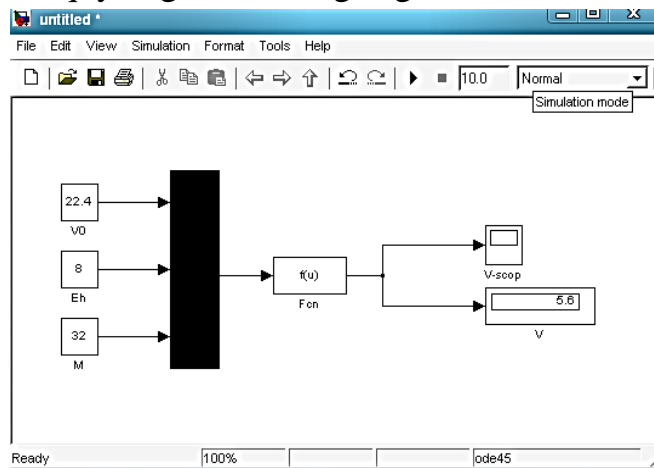 untitled *
File Edit View Simulation Format Tools Help
10.0 Normal
Simulation mode
22.4
V0
8
Eh
32
M
f(u)
Fcn
V-scop
5.6
V
Ready 100% ode45